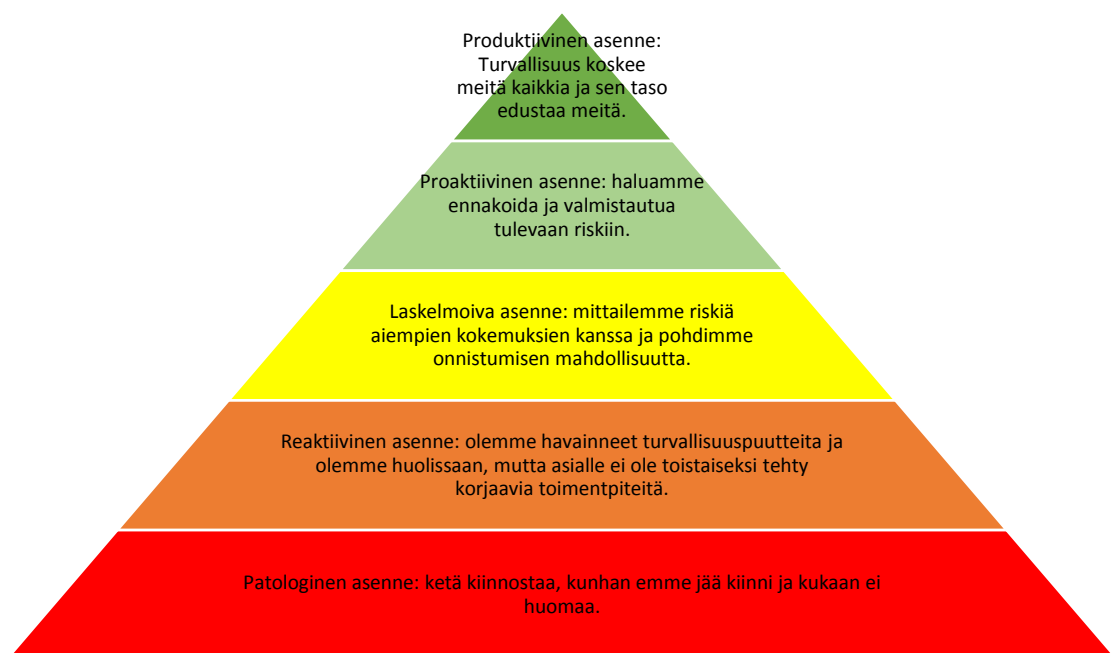 Produktiivinen asenne:
Turvallisuus koskee
meitä kaikkia ja sen taso
edustaa meitä.
Proaktiivinen asenne: haluamme
ennakoida ja valmistautua
tulevaan riskiin.
Laskelmoiva asenne: mittailemme riskiä
aiempien kokemuksien kanssa ja pohdimme
onnistumisen mahdollisuutta.
Reaktiivinen asenne: olemme havainneet turvallisuuspuutteita ja
olemme huolissaan, mutta asialle ei ole toistaiseksi tehty
korjaavia toimentpiteitä.
Patologinen asenne: ketä kiinnostaa, kunhan emme jää kiinni ja kukaan ei
huomaa.